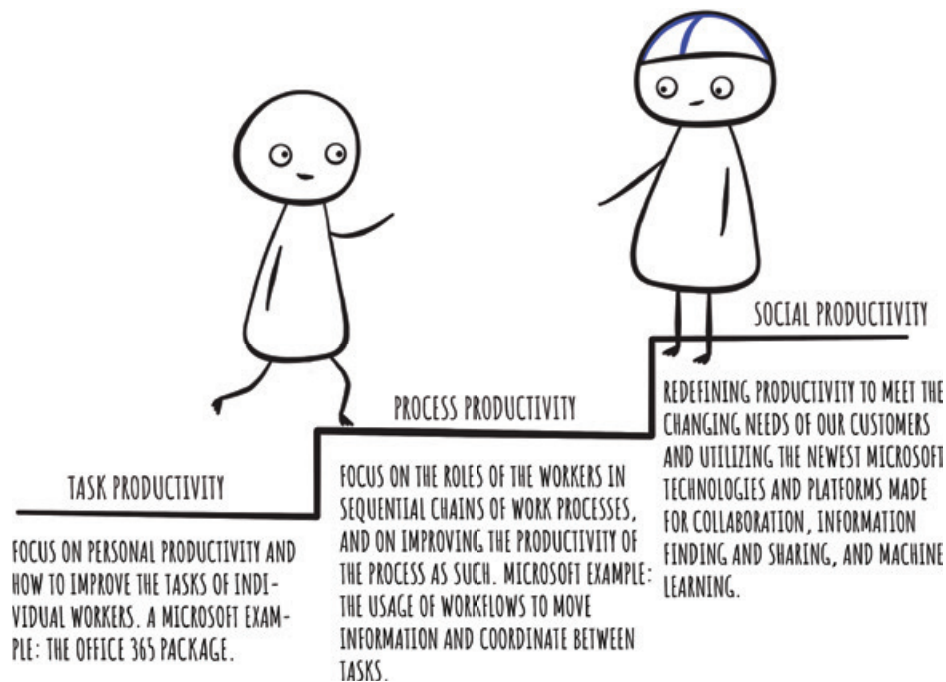 TASK PRODUCTIVITY
FOCUS ON PERSONAL PRODUCTIVITY AND
HOW TO IMPROVE THE TASKS OF INDI-
VIDUAL WORKERS. A MICROSOFT EXAM-
PLE: THE OFFICE 365 PACKAGE.
PROCESS PRODUCTIVITY
FOCUS ON THE ROLES OF THE WORKERS IN
SEQUENTIAL CHAINS OF WORK PROCESSES,
AND ON IMPROVING THE PRODUCTIVITY OF
THE PROCESS AS SUCH. MICROSOFT EXAMPLE:
THE USAGE OF WORKFLOWS TO MOVE
INFORMATION AND COORDINATE BETWEEN
TASKS.
SOCIAL PRODUCTIVITY
REDEFINING PRODUCTIVITY TO MEET THE
CHANGING NEEDS OF OUR CUSTOMERS
AND UTILIZING THE NEWEST MICROSOFT
TECHNOLOGIES AND PLATFORMS MADE
FOR COLLABORATION, INFORMATION
FINDING AND SHARING, AND MACHINE
LEARNING.